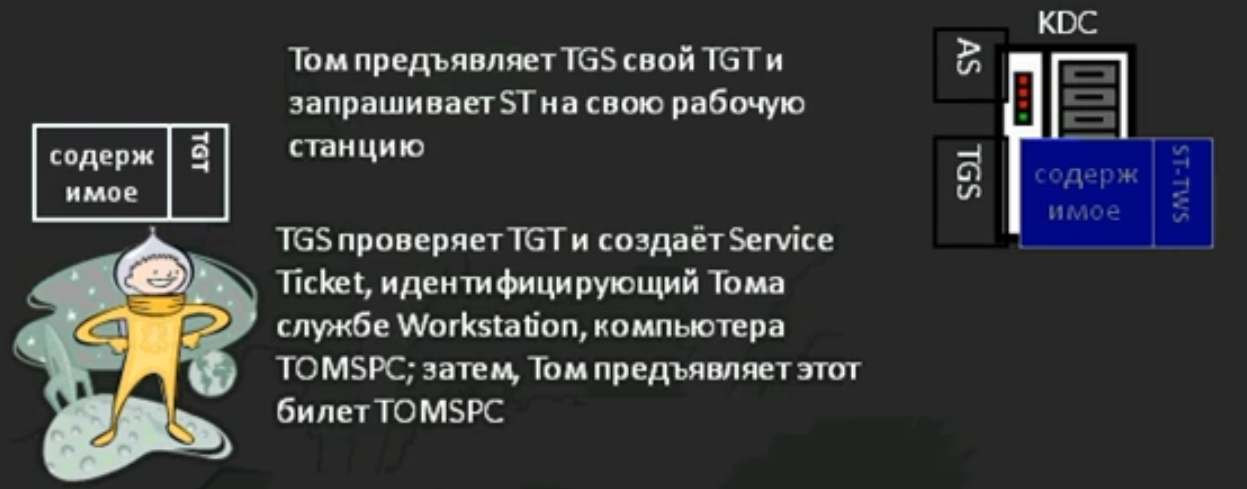 KDC
AS
Том предъявляет TGS свой TGT и
запрашивает ST на свою рабочую
станцию
содерж
имое
TGT
TGS
содерж
имое
ST-TWS
TGS проверяет TGT и создаёт Service
Ticket, идентифицирующий Тома
службе Workstation, компьютера
TOMSPC; затем, Том предъявляет этот
билет TOMSPC